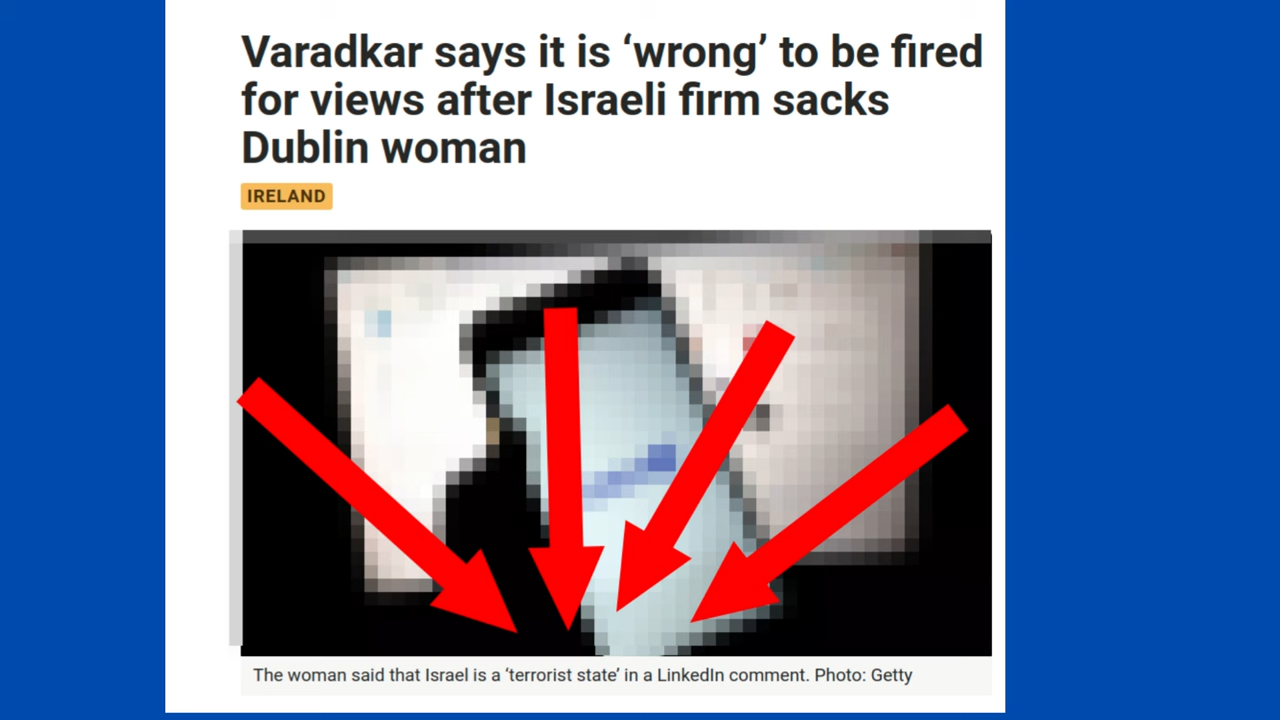 Varadkar says it is ‘wrong’ to be fired
for views after Israeli firm sacks
Dublin woman
IRELAND
The woman said that Israel is a ‘terrorist state’ in a LinkedIn comment. Photo: Getty